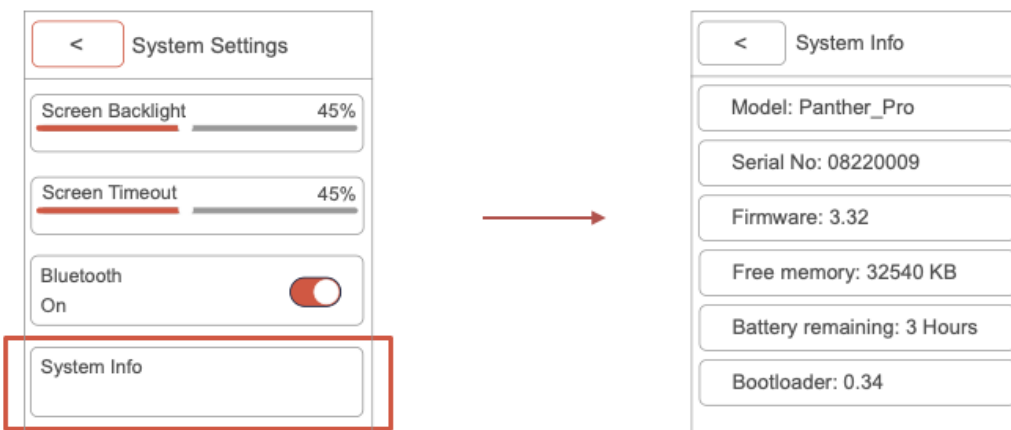 < System Settings
Screen Backlight 45%
Screen Timeout 45%
Bluetooth
On
System Info
< System Info
Model: Panther_Pro
Serial No: 08220009
Firmware: 3.32
Free memory: 32540 KB
Battery remaining: 3 Hours
Bootloader: 0.34